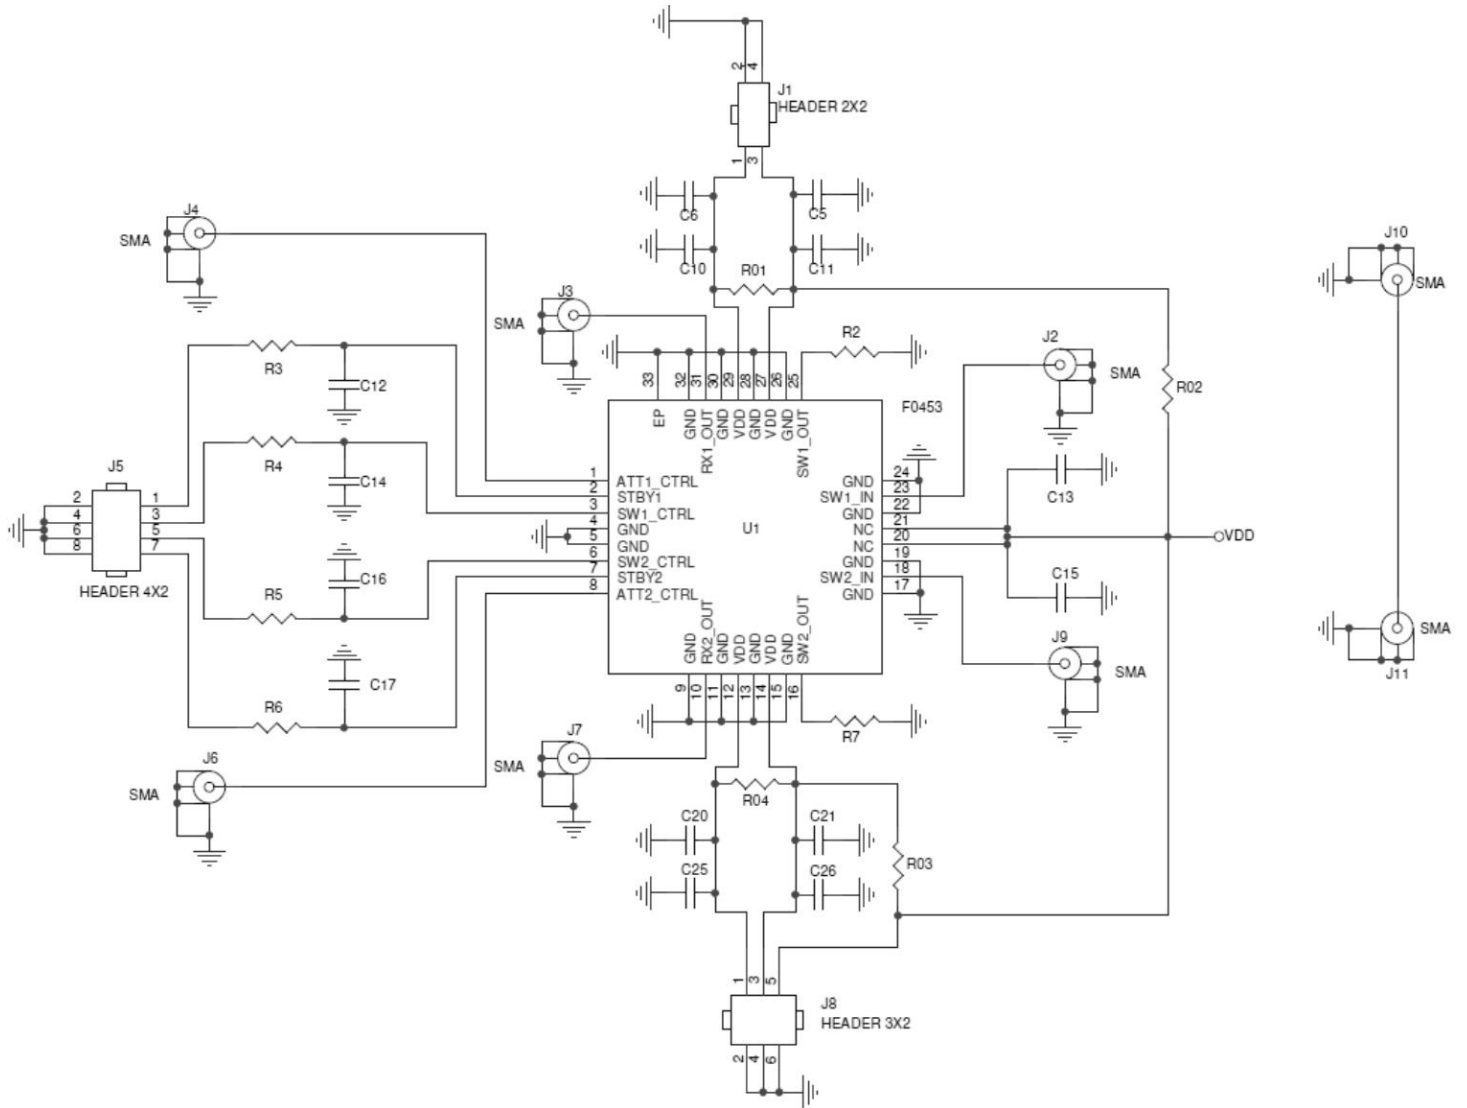 2
4
J1
HEADER 2X2
1
3
C6
C5
C10
C11
R01
J4
SMA
J3
SMA
J10
SMA
R2
J2
SMA
R02
R3
C12
R4
C14
J5
2
4
6
8
1
3
5
7
HEADER 4X2
R5
C16
C17
R6
J6
SMA
F0453
33
32
31
30
29
28
27
26
25
EP
GND
RX1_OUT
GND
VDD
GND
VDD
GND
SW1_OUT
1 ATT1_CTRL
2 STBY1
3 SW1_CTRL
4 GND
5 GND
6 SW2_CTRL
7 STBY2
8 ATT2_CTRL
U1
GND 24
SW1_IN 23
GND 22
NC 21
NC 20
GND 19
SW2_IN 18
GND 17
GND
RX2_OUT
GND
VDD
GND
VDD
GND
SW2_OUT
9
10
11
12
13
14
15
16
C13
VDD
C15
J9
SMA
SMA
J11
J7
SMA
R7
R04
C20
C21
C25
C26
R03
1
3
5
J8
HEADER 3X2
2
4
6